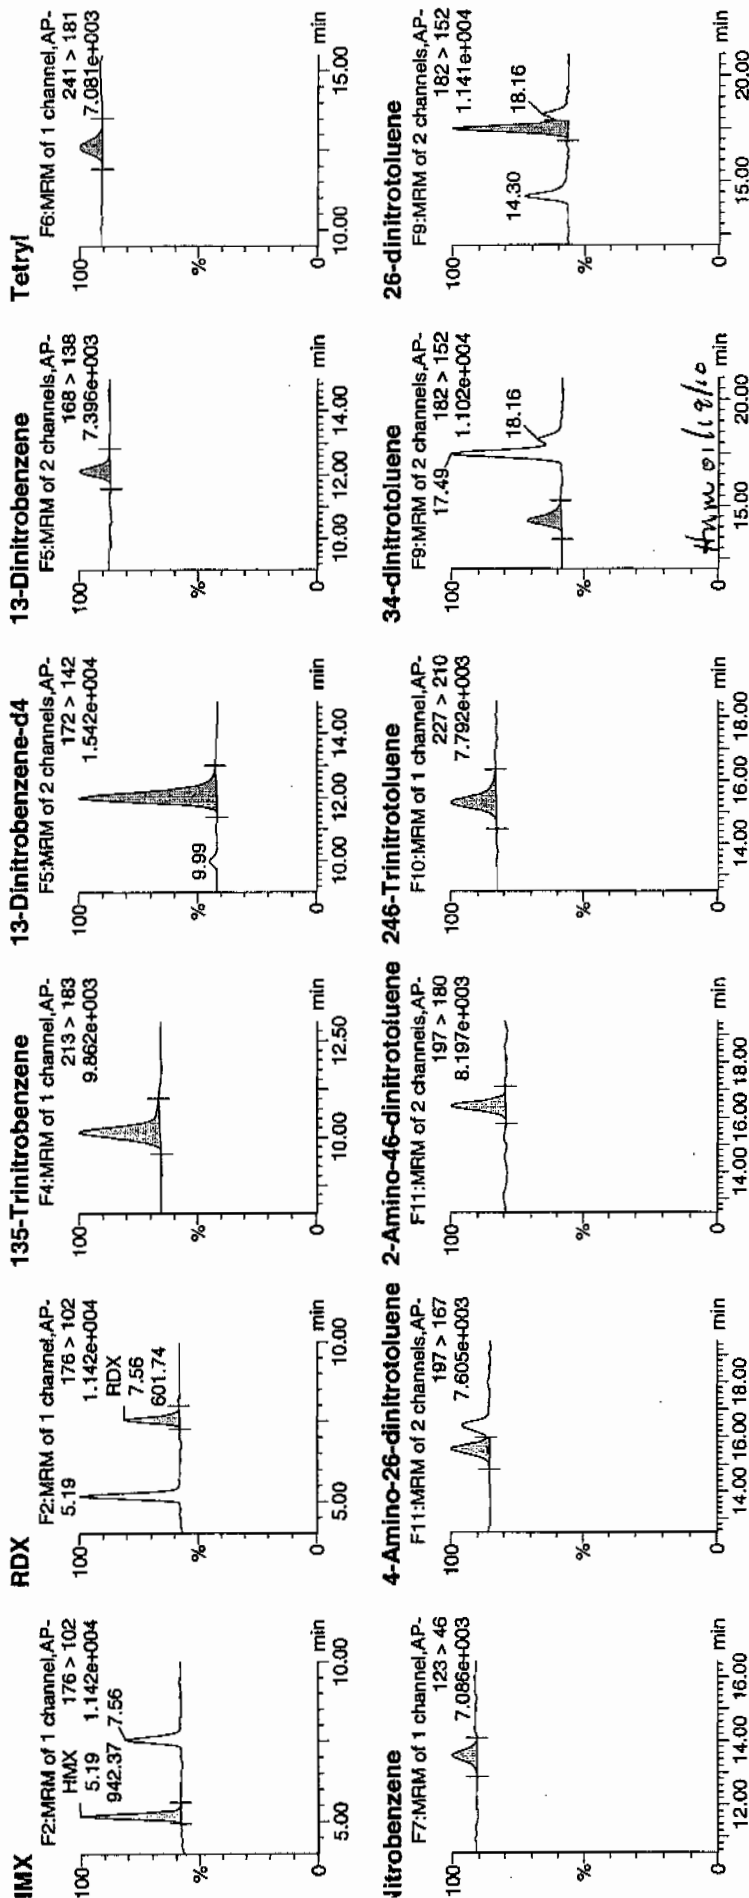 HMX
F2:MRM of 1 channel,AP-
176 > 102
1.142e+004
HMX
5.19
942.37
7.56
100
%
0
5.00
10.00
min
RDX
F2:MRM of 1 channel,AP-
176 > 102
1.142e+004
5.19
RDX
7.56
601.74
100
%
0
5.00
10.00
min
135-Trinitrobenzene
F4:MRM of 1 channel,AP-
213 > 183
9.862e+003
100
%
0
10.00
12.50
min
13-Dinitrobenzene-d4
F5:MRM of 2 channels,AP-
172 > 142
1.542e+004
9.99
100
%
0
10.00
12.00
14.00
min
13-Dinitrobenzene
F5:MRM of 2 channels,AP-
168 > 138
7.396e+003
100
%
0
10.00
12.00
14.00
min
Tetryl
F6:MRM of 1 channel,AP-
241 > 181
7.081e+003
100
%
0
10.00
15.00
min
Nitrobenzene
F7:MRM of 1 channel,AP-
123 > 46
7.086e+003
100
%
0
12.00
14.00
16.00
min
4-Amino-26-dinitrotoluene
F11:MRM of 2 channels,AP-
197 > 167
7.605e+003
100
%
0
14.00
16.00
18.00
min
2-Amino-46-dinitrotoluene
F11:MRM of 2 channels,AP-
197 > 180
8.197e+003
100
%
0
14.00
16.00
18.00
min
246-Trinitrotoluene
F10:MRM of 1 channel,AP-
227 > 210
7.792e+003
100
%
0
14.00
16.00
18.00
min
34-dinitrotoluene
F9:MRM of 2 channels,AP-
182 > 152
1.102e+004
17.49
18.16
100
%
0
15.00
20.00
min
01/19/10
26-dinitrotoluene
F9:MRM of 2 channels,AP-
182 > 152
1.141e+004
14.30
18.16
100
%
0
15.00
20.00
min